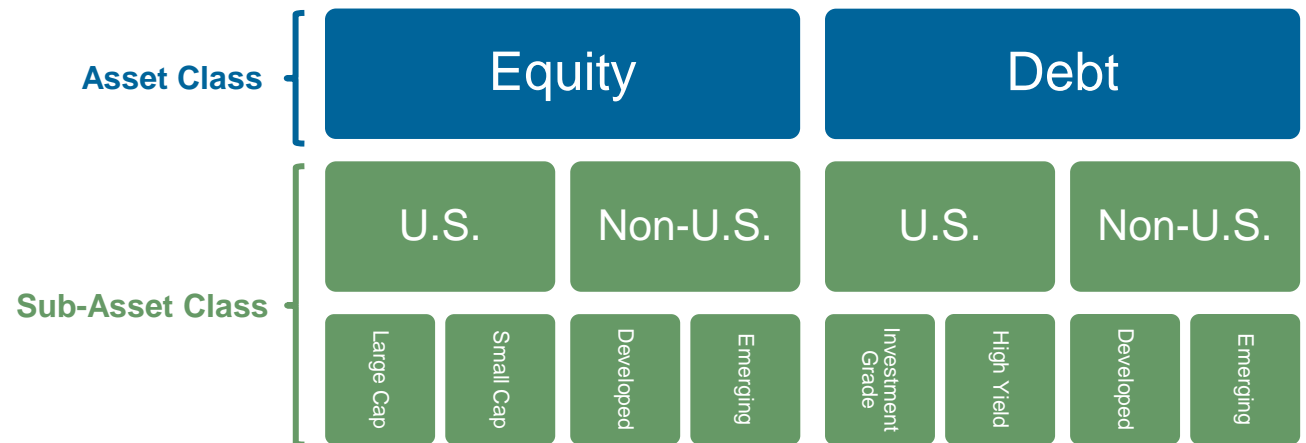 Asset Class
Equity
Debt
Sub-Asset Class
U.S.
Non-U.S.
U.S.
Non-U.S.
Large Cap
Small Cap
Developed
Emerging
Investment
Grade
High Yield
Developed
Emerging